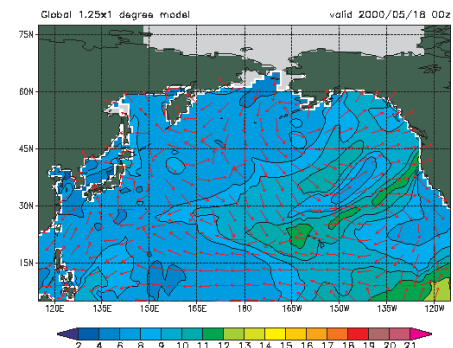 Global 1.25x1 degree model valid 2000/05/18 00z
75N
60N
45N
30N
15N
120E 135E 150E 165E 180 165W 150W 135W 120W
2 4 6 8 9 10 11 12 13 14 15 16 17 18 19 20 21